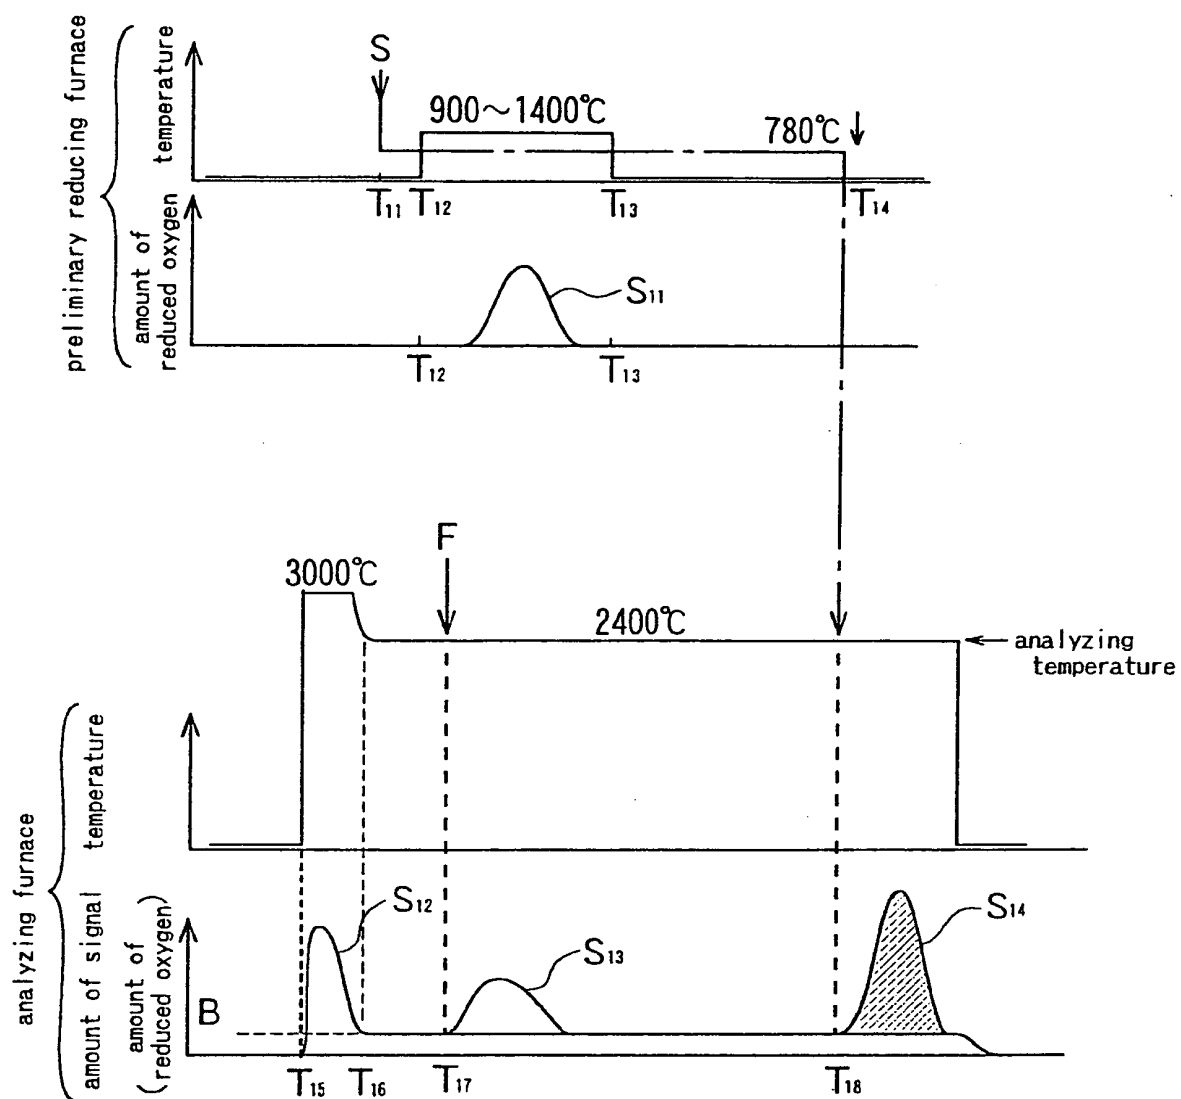 preliminary reducing furnace
temperature
S
900～1400℃
780℃
T11 T12 T13 T14
amount of
reduced oxygen
S11
T12 T13
F
3000℃
2400℃
analyzing
temperature
analyzing furnace
temperature
amount of signal
(amount of
reduced oxygen)
B
S12
S13
S14
T15 T16 T17 T18